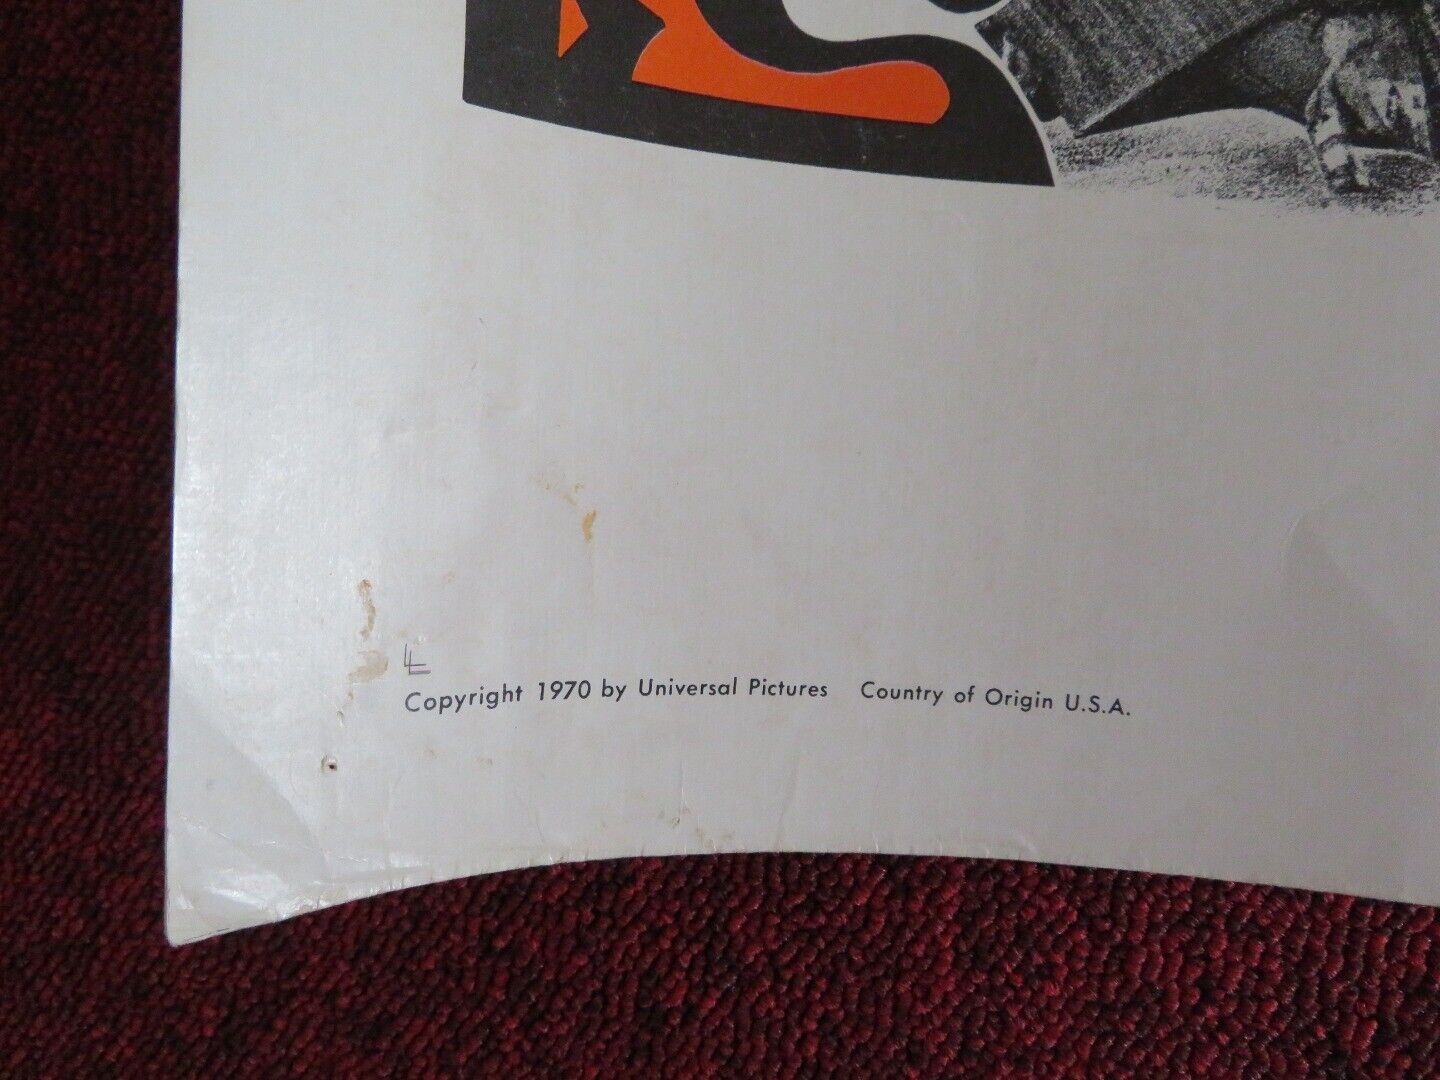 Copyright 1970 by Universal Pictures Country of Origin U.S.A.